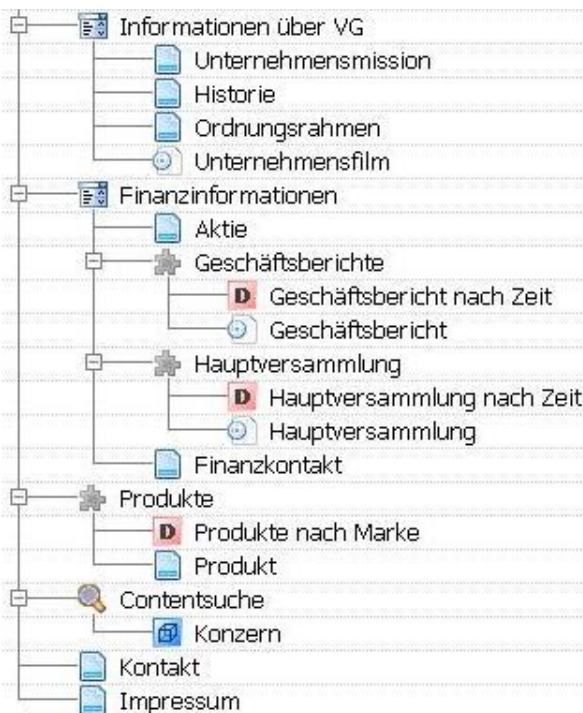 Informationen über VG
Unternehmensmission
Historie
Ordnungsrahmen
Unternehmensfilm
Finanzinformationen
Aktie
Geschäftsberichte
D Geschäftsbericht nach Zeit
Geschäftsbericht
Hauptversammlung
D Hauptversammlung nach Zeit
Hauptversammlung
Finanzkontakt
Produkte
D Produkte nach Marke
Produkt
Contentsuche
Konzern
Kontakt
Impressum